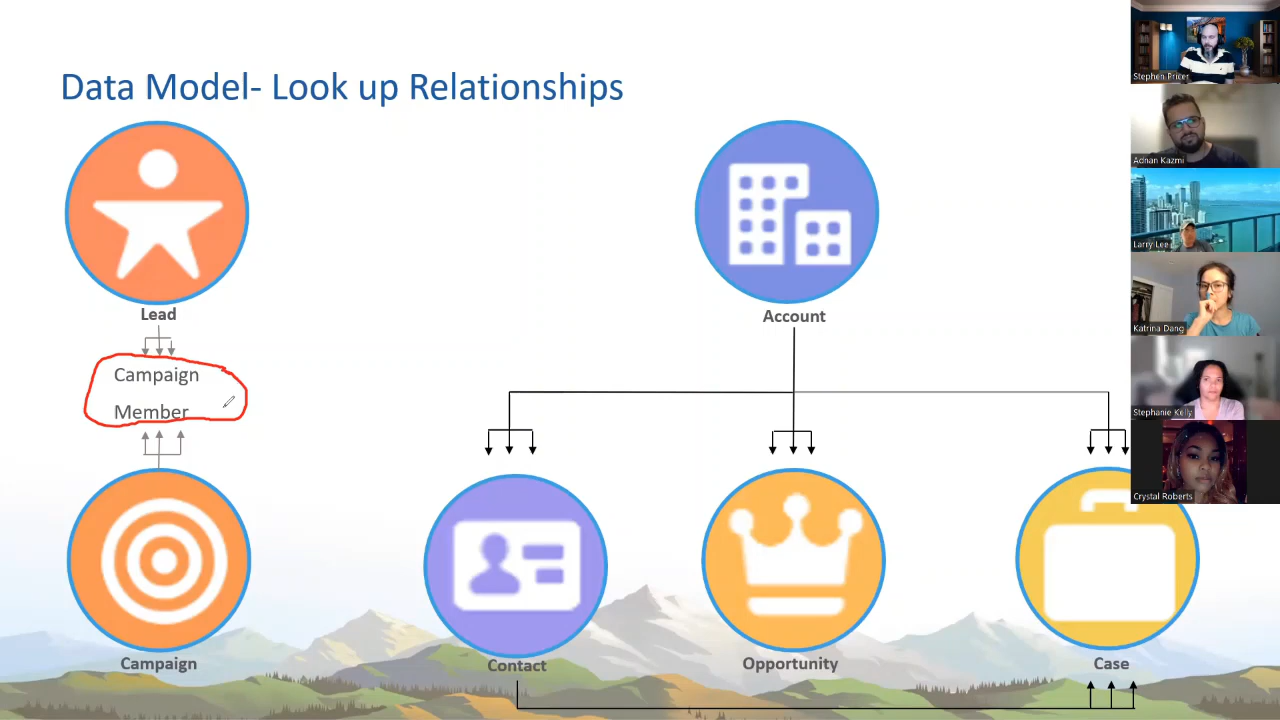 Data Model- Look up Relationships
Lead
Campaign
Member
Campaign
Account
Contact
Opportunity
Case
Stephen Pricer
Adnan Kazmi
Larry Lee
Katrina Dang
Stephanie Kelly
Crystal Roberts